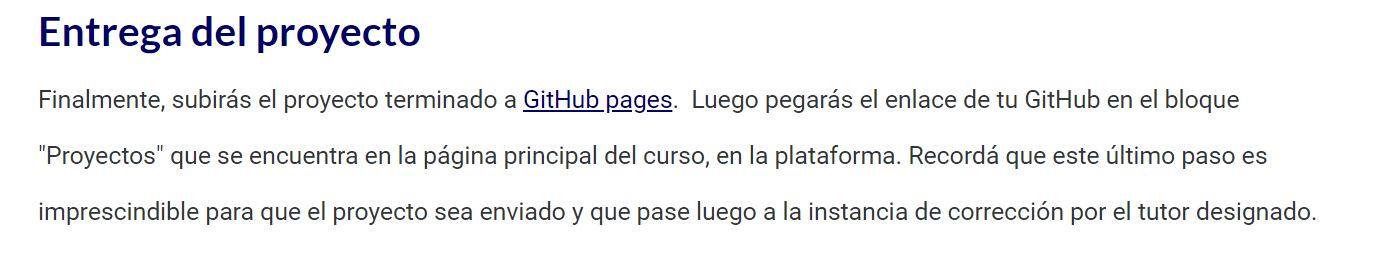 Entrega del proyecto
Finalmente, subirás el proyecto terminado a GitHub pages.  Luego pegarás el enlace de tu GitHub en el bloque
"Proyectos" que se encuentra en la página principal del curso, en la plataforma. Recordá que este último paso es
imprescindible para que el proyecto sea enviado y que pase luego a la instancia de corrección por el tutor designado.